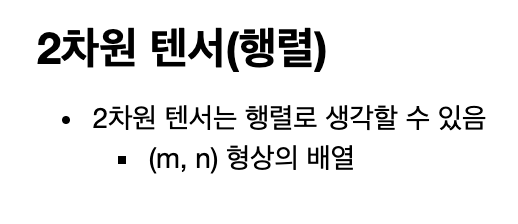 2차원 텐서(행렬)
• 2차원 텐서는 행렬로 생각할 수 있음
▪ (m, n) 형상의 배열